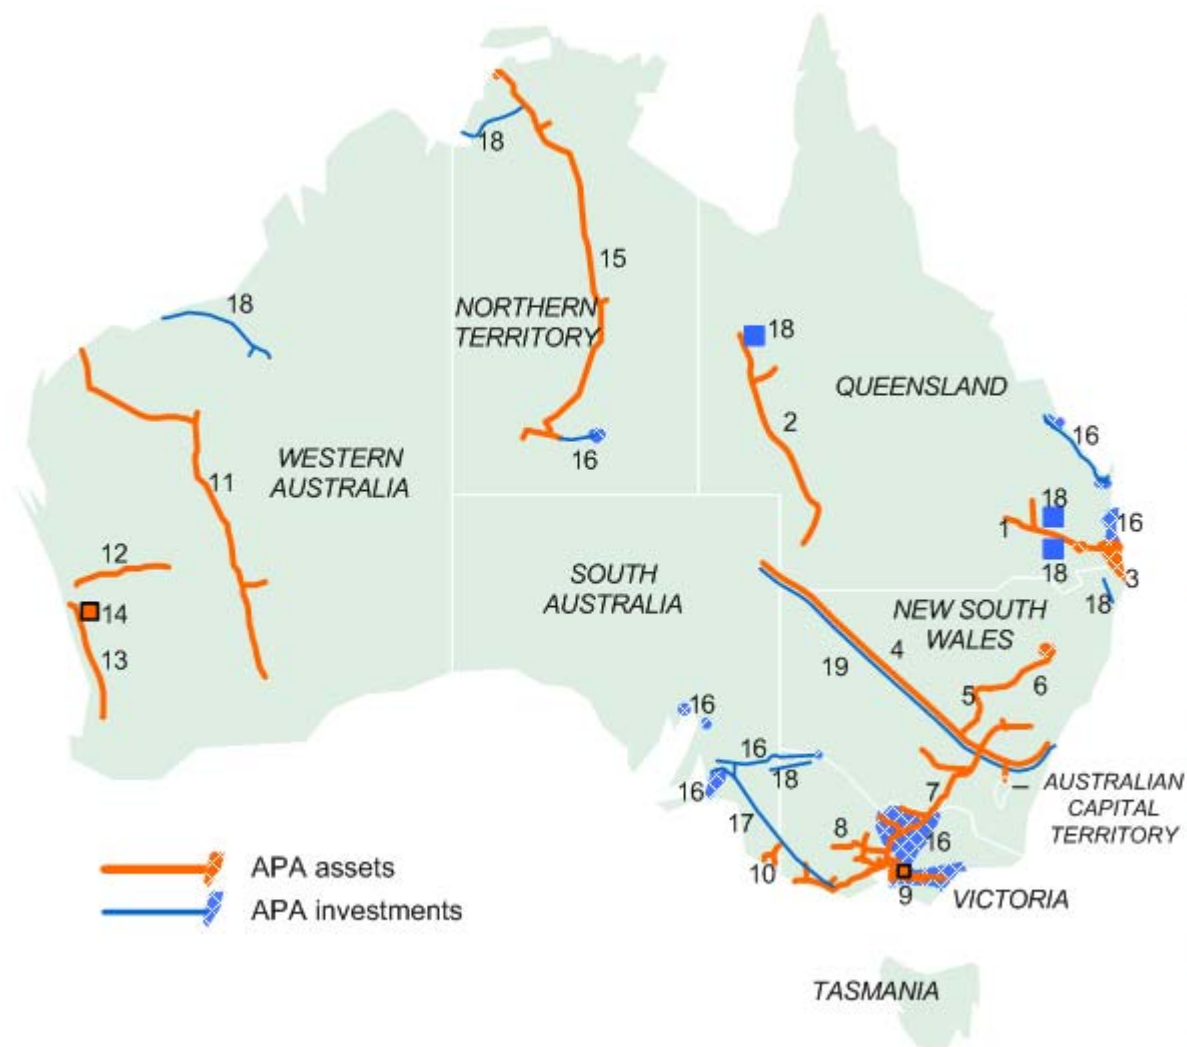 18
15
18
NORTHERN
TERRITORY
18
QUEENSLAND
2
16
16
WESTERN
AUSTRALIA
11
18
1
16
12
18
3
SOUTH
AUSTRALIA
18
14
NEW SOUTH
WALES
4
13
19
6
5
16
16
18
16
7
AUSTRALIAN
CAPITAL
TERRITORY
17
8
16
10
9
VICTORIA
APA assets
APA investments
TASMANIA